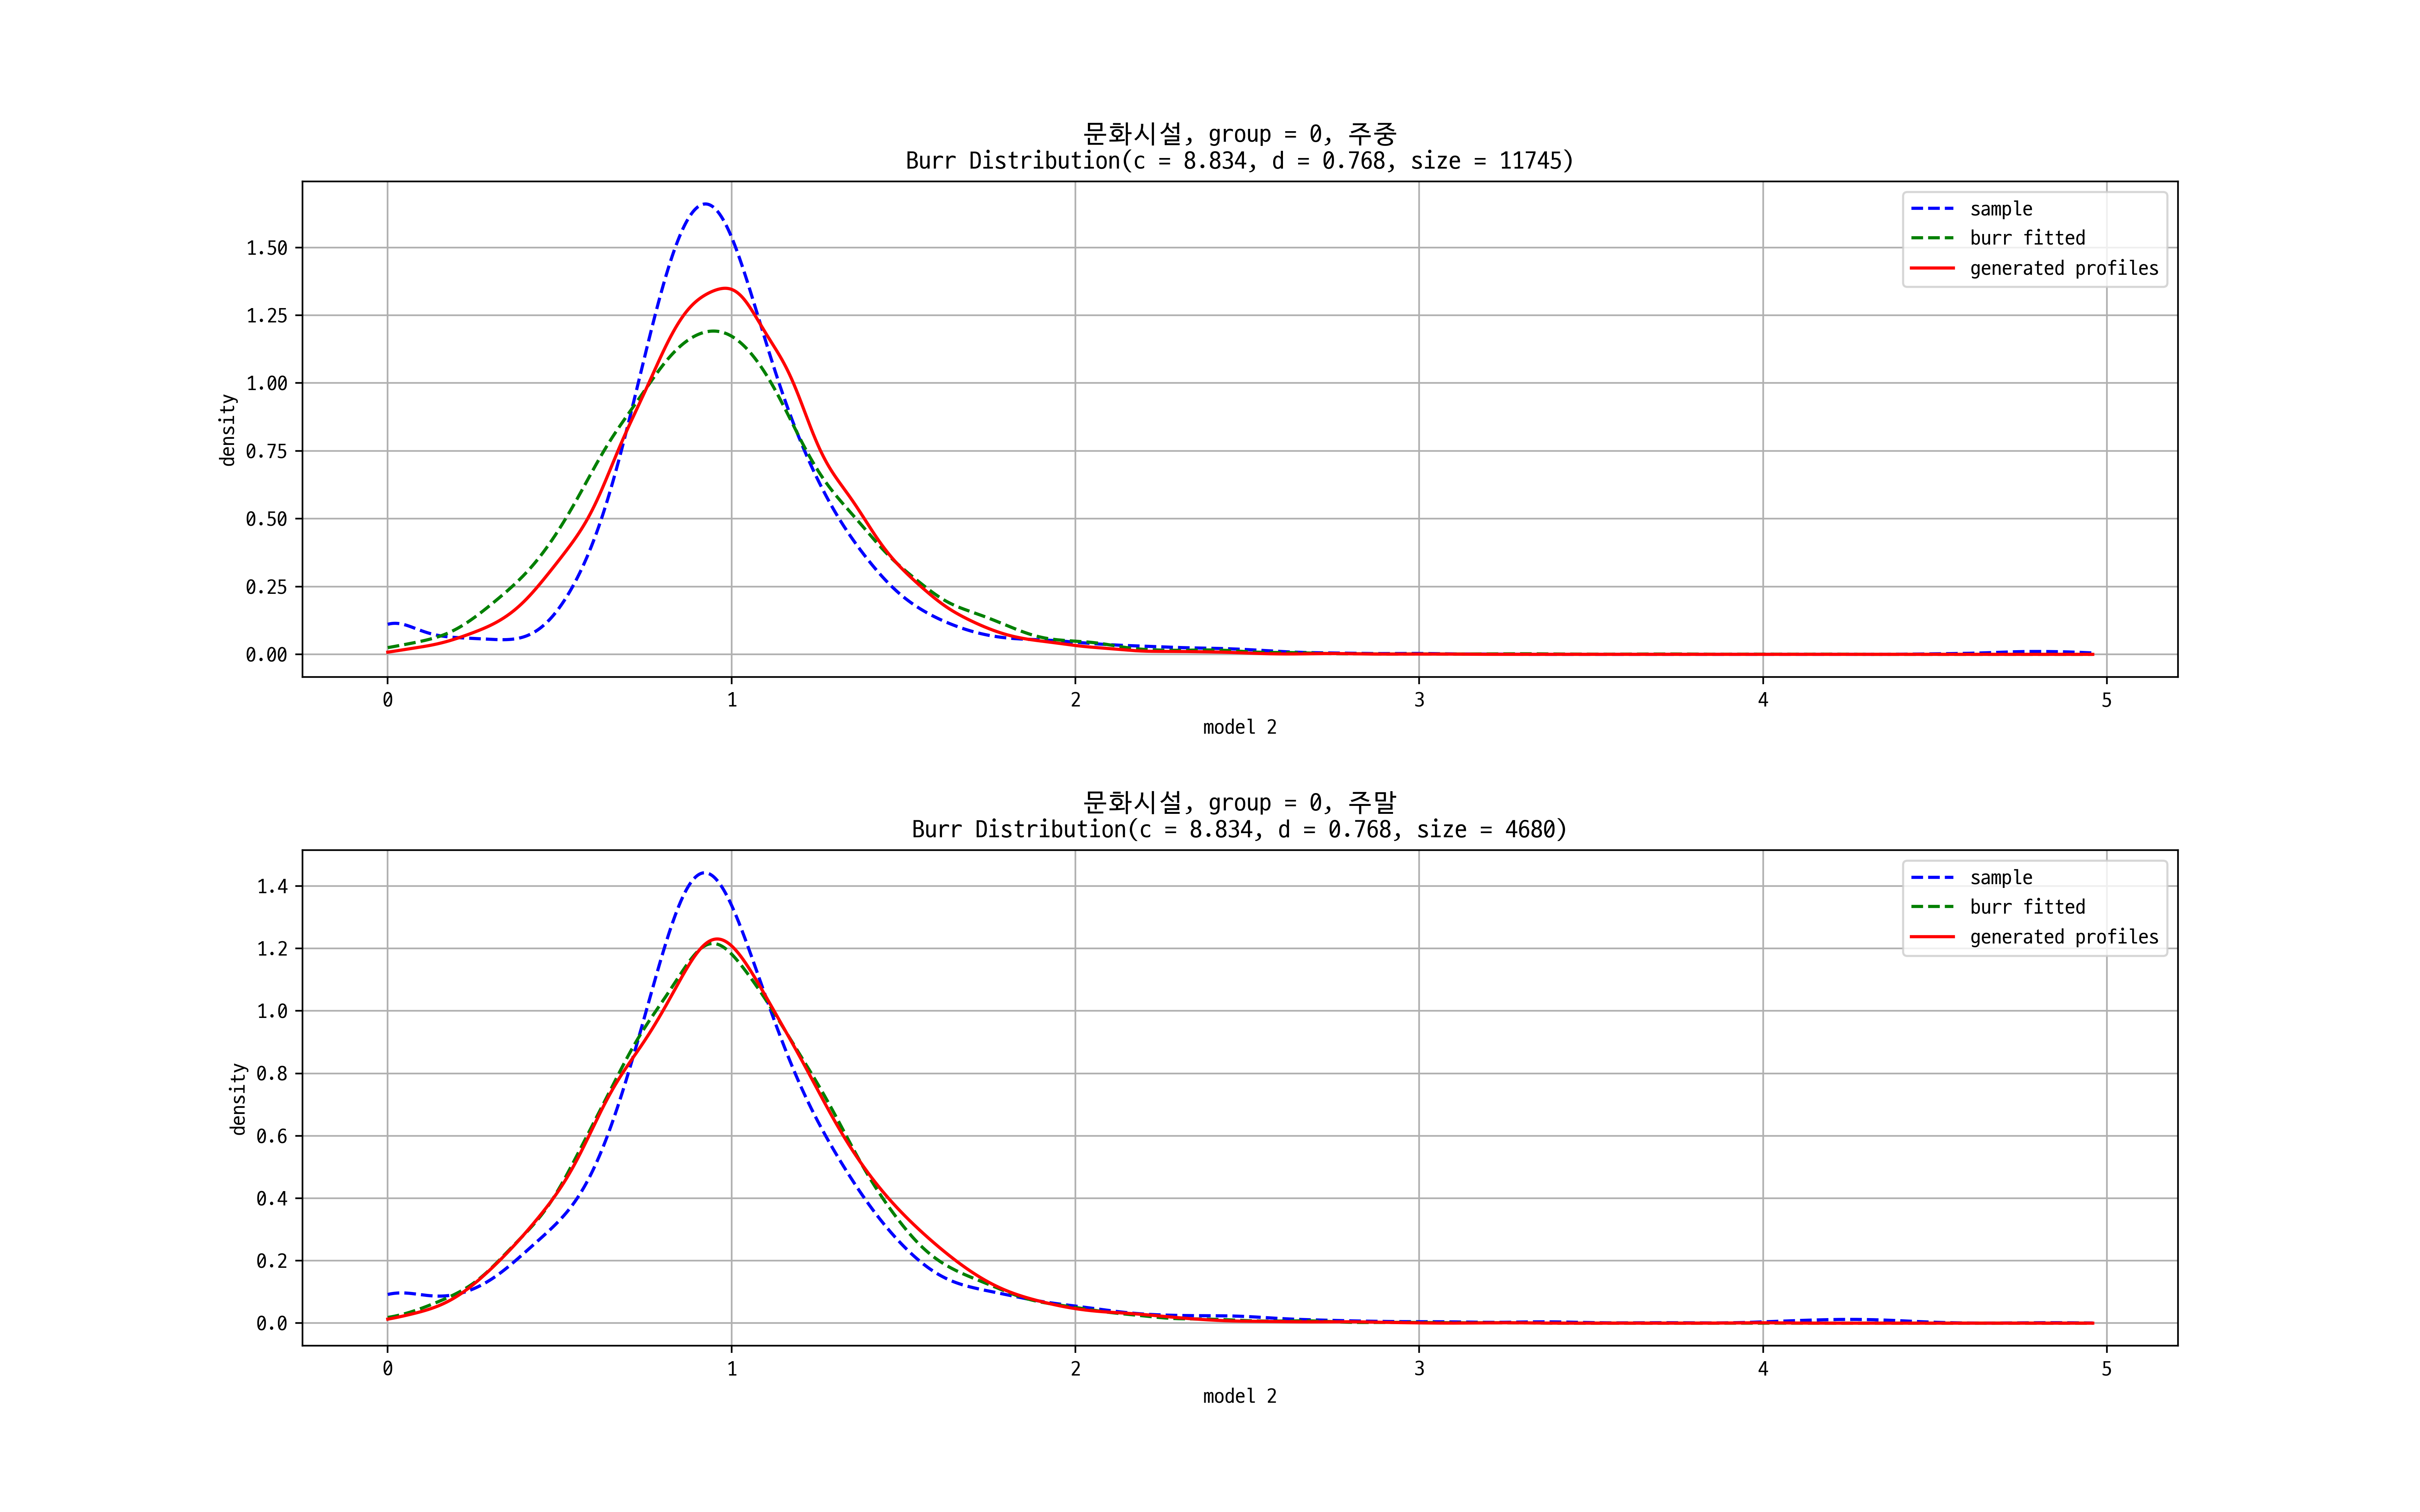 문화시설, group = 0, 주중
Burr Distribution(c = 8.834, d = 0.768, size = 11745)
sample
burr fitted
generated profiles
1.50
1.25
1.00
0.75
0.50
0.25
0.00
density
0 1 2 3 4 5
model 2
문화시설, group = 0, 주말
Burr Distribution(c = 8.834, d = 0.768, size = 4680)
sample
burr fitted
generated profiles
1.4
1.2
1.0
0.8
0.6
0.4
0.2
0.0
density
0 1 2 3 4 5
model 2